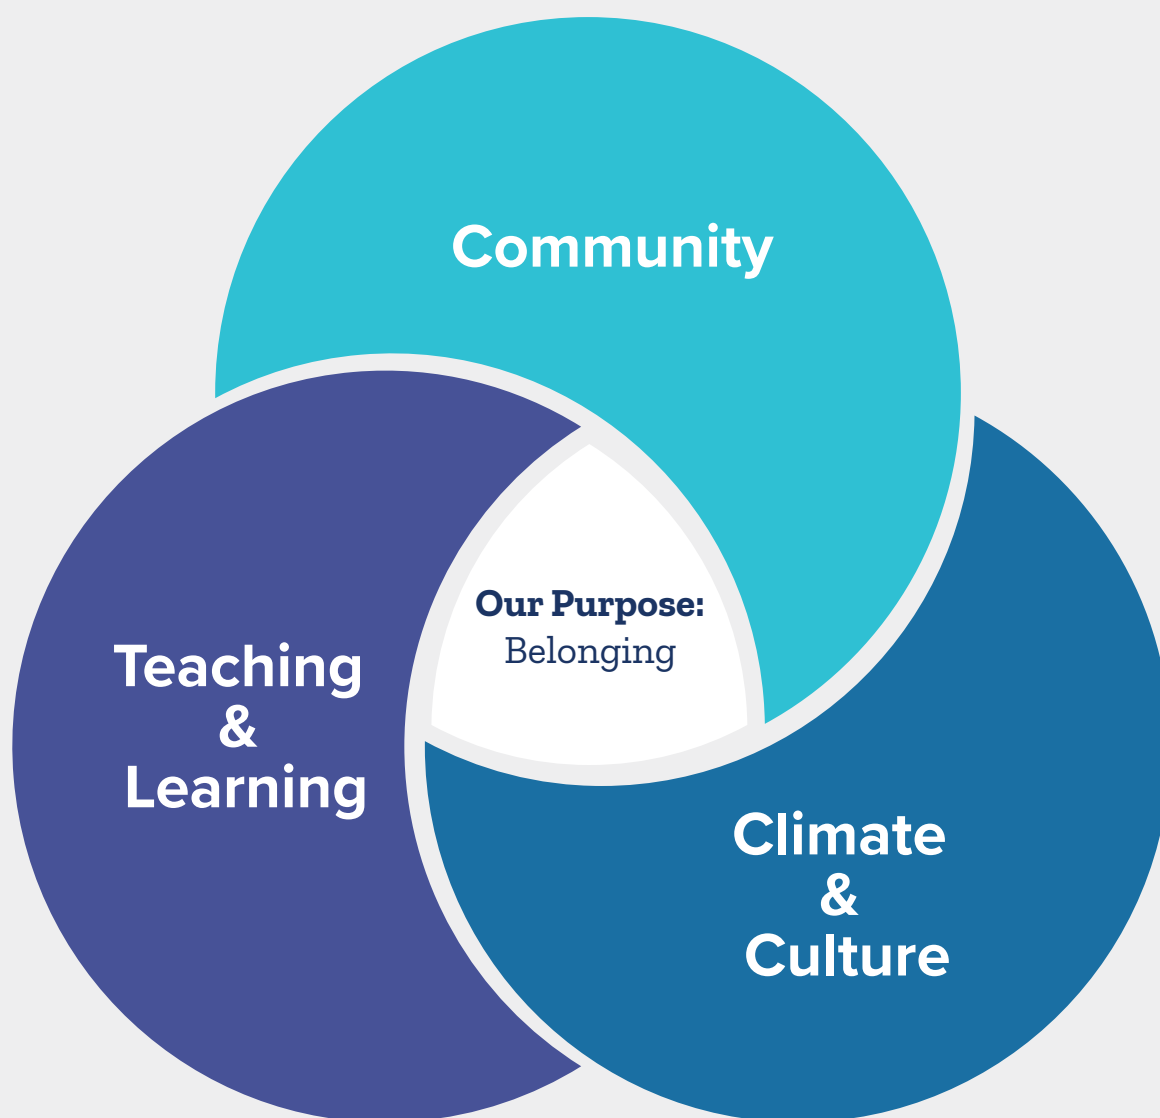 Community
Our Purpose:
Belonging
Teaching
&
Learning
Climate
&
Culture